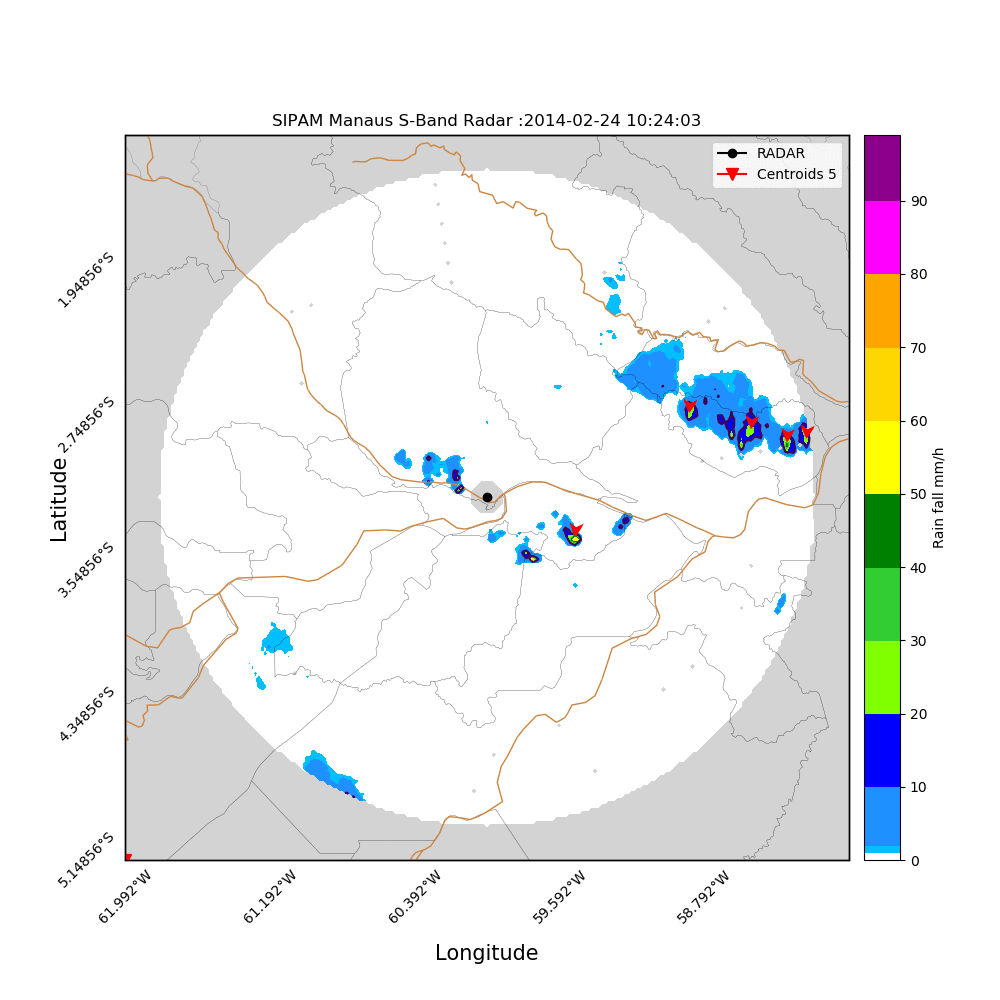 SIPAM Manaus S-Band Radar :2014-02-24 10:24:03
RADAR
Centroids 5
Latitude
1.94856°S
2.74856°S
3.54856°S
4.34856°S
5.14856°S
61.992°W
61.192°W
60.392°W
59.592°W
58.792°W
Longitude
90
80
70
60
50
40
30
20
10
0
Rain fall mm/h